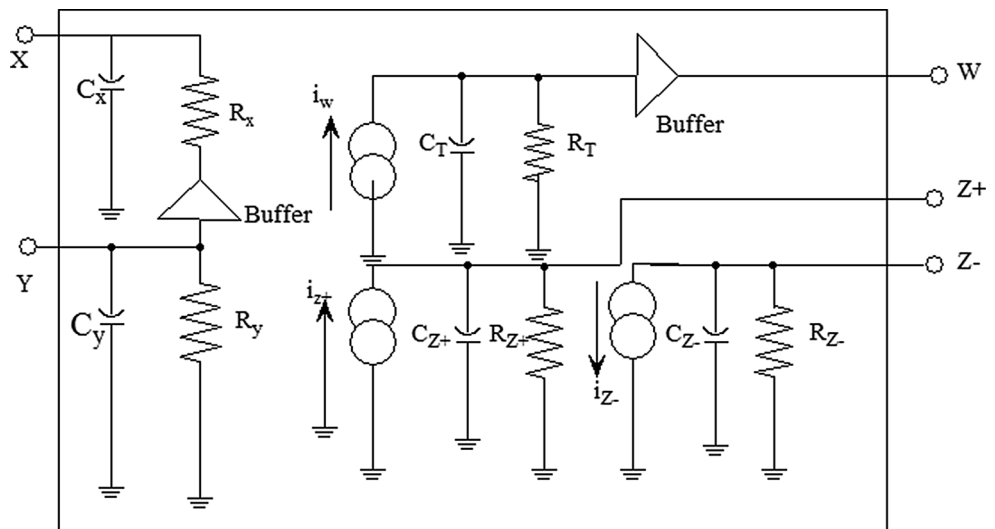 X
C_x
R_x
Buffer
Y
C_y
R_y
i_w
C_T
R_T
Buffer
W
Z+
Z-
i_z+
C_Z+
R_Z+
i_Z-
C_Z-
R_Z-